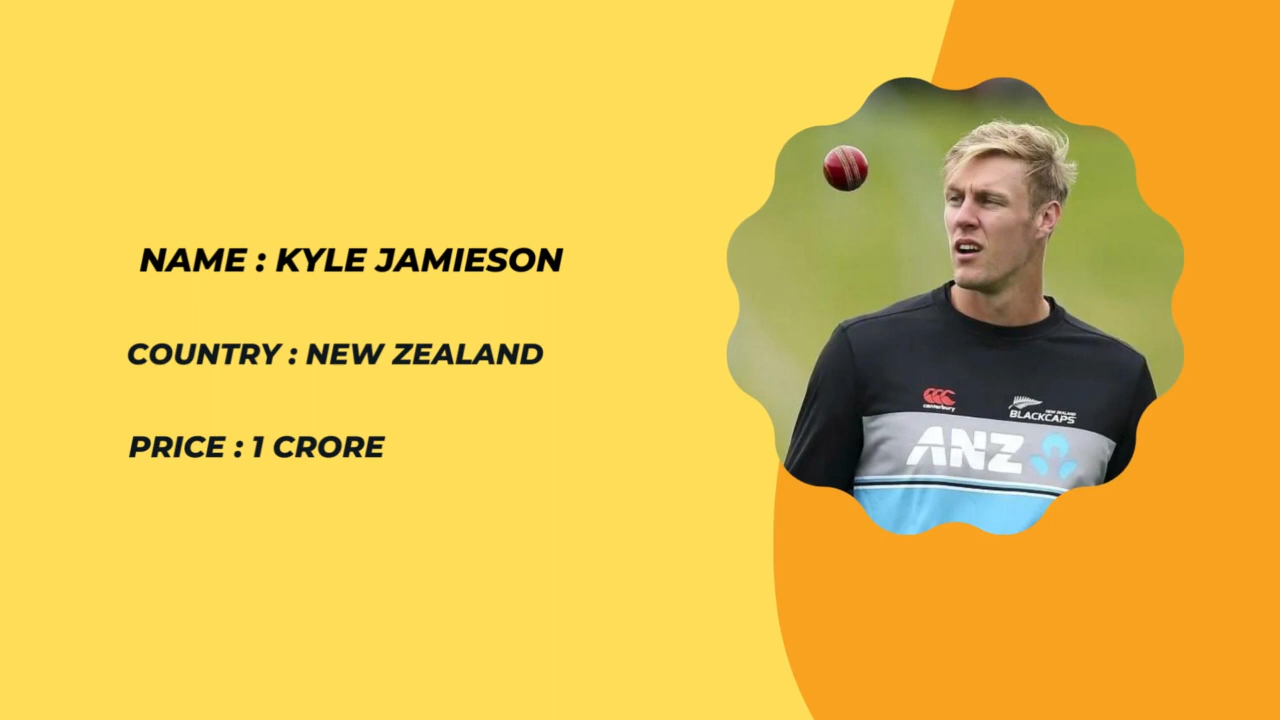 NAME : KYLE JAMIESON
COUNTRY : NEW ZEALAND
PRICE : 1 CRORE
canterbury
NEW ZEALAND
BLACKCAPS
ANZ